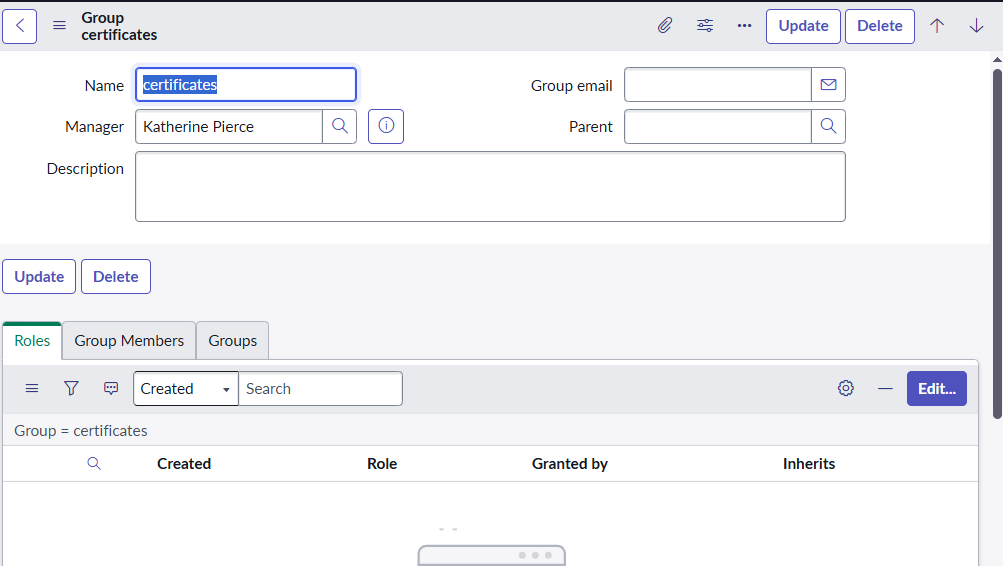 Group
certificates
Update
Delete
Name
certificates
Group email
Manager
Katherine Pierce
Parent
Description
Update
Delete
Roles
Group Members
Groups
Created
Search
Edit...
Group = certificates
Created
Role
Granted by
Inherits